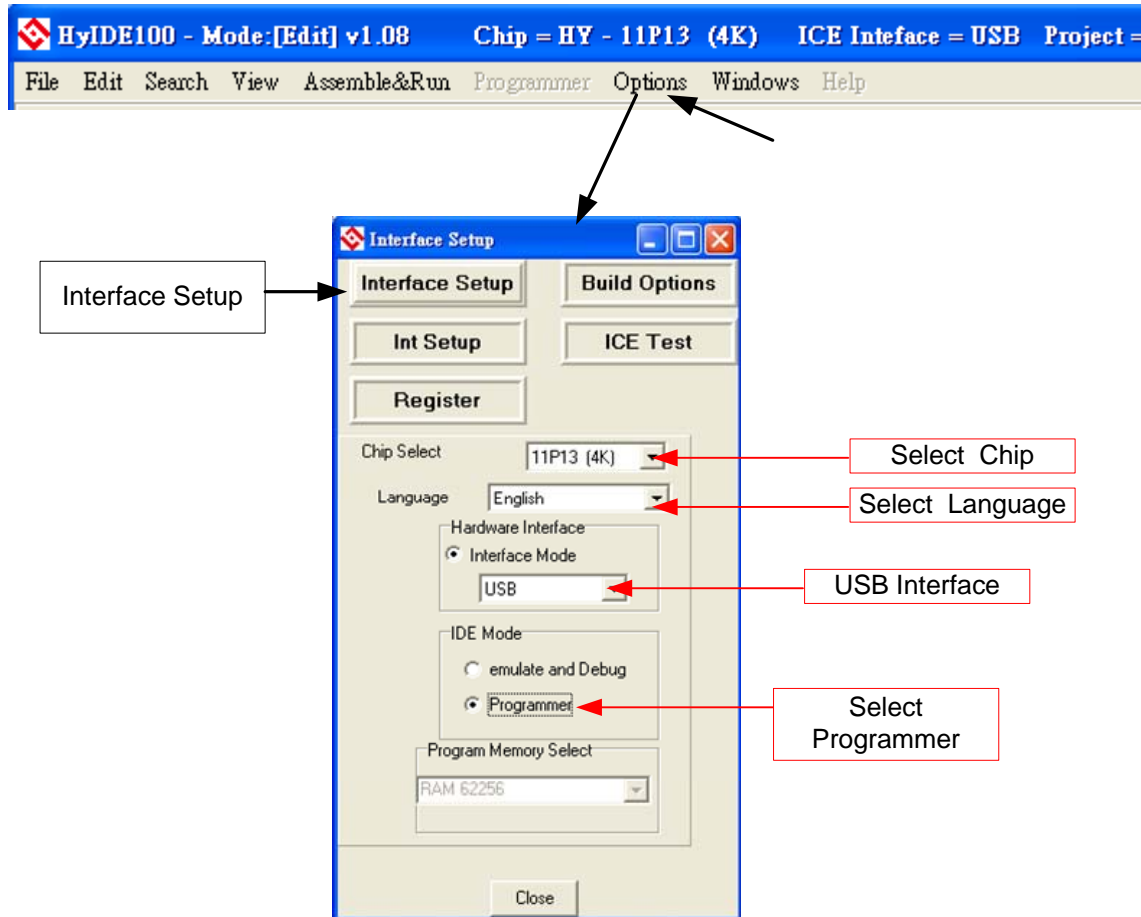 HyIDE100 - Mode:[Edit] v1.08 Chip = HY - 11P13 (4K) ICE Inteface = USB Project =
File Edit Search View Assemble&Run Programmer Options Windows Help
Interface Setup
Interface Setup
Interface Setup Build Options
Int Setup ICE Test
Register
Chip Select 11P13 (4K)
Select Chip
Language English
Select Language
Hardware Interface
Interface Mode
USB
USB Interface
IDE Mode
emulate and Debug
Programmer
Select
Programmer
Program Memory Select
RAM 62256
Close